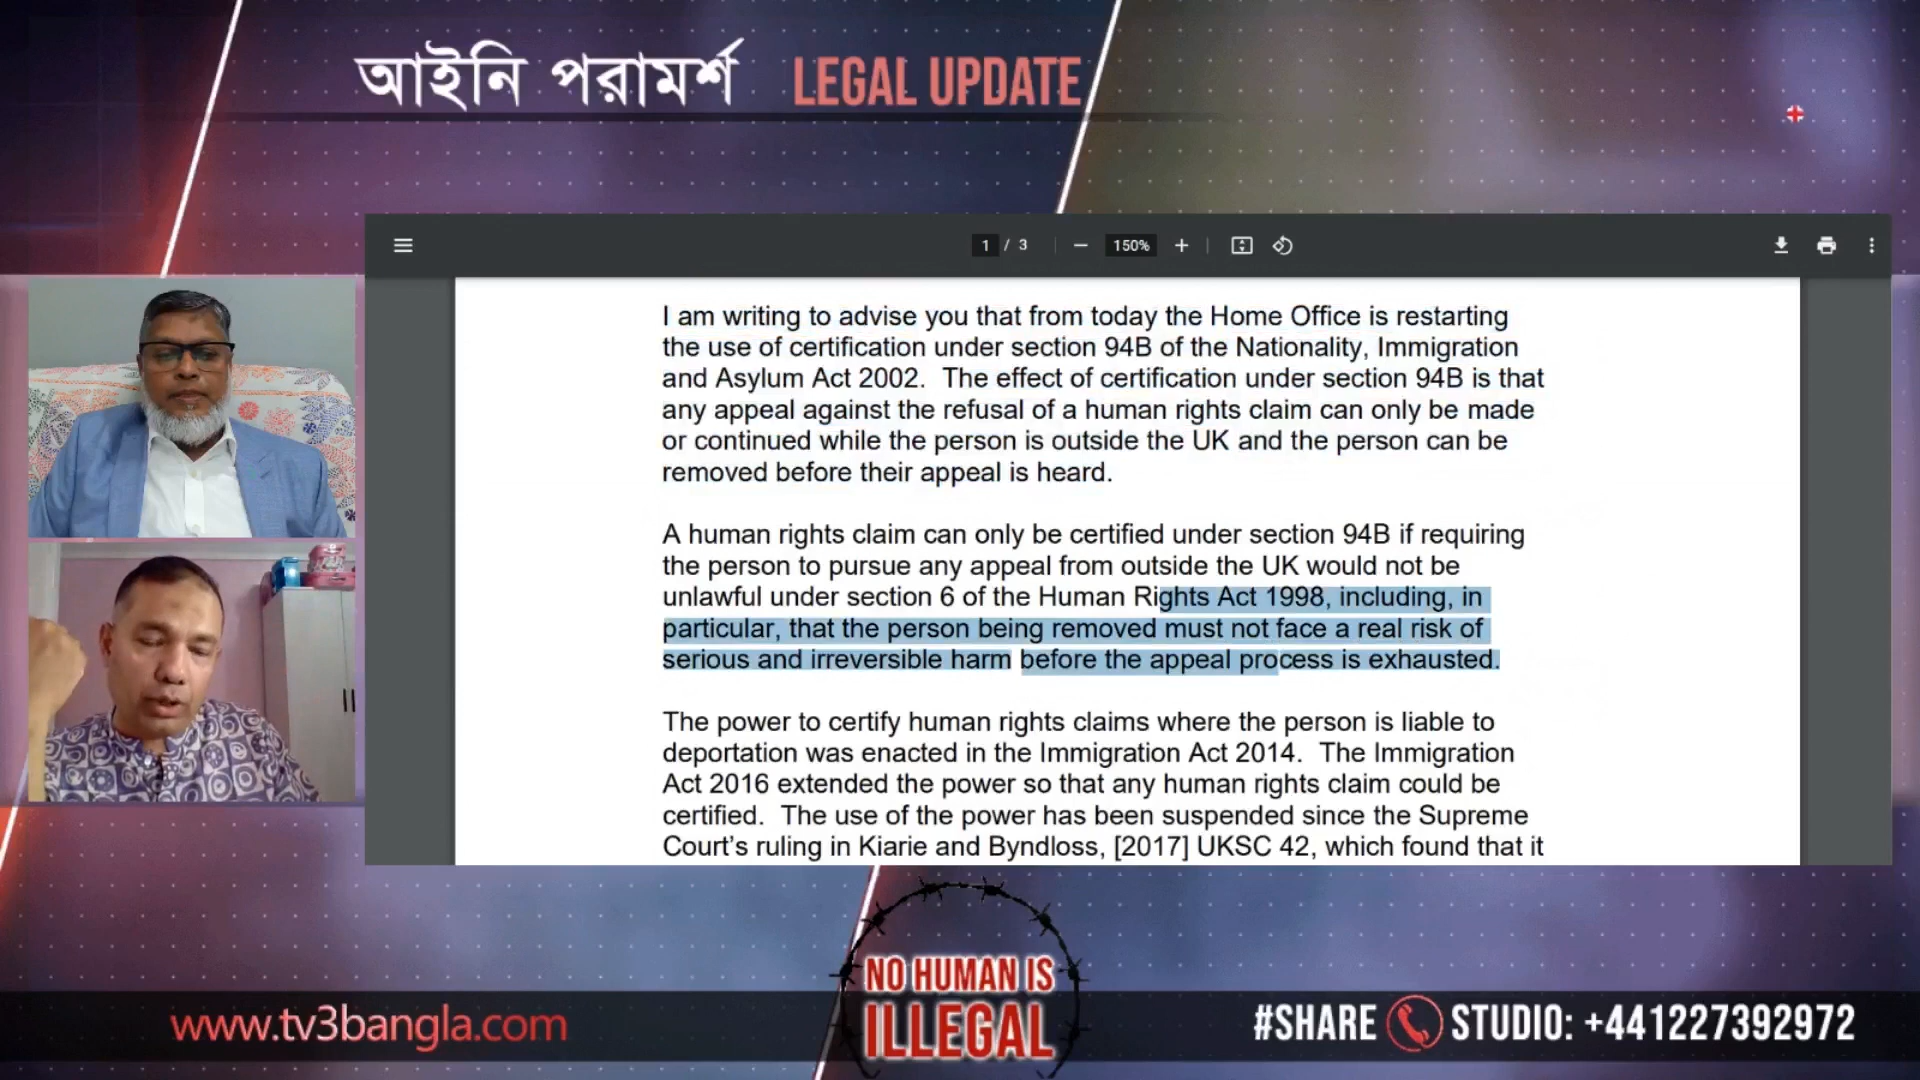 আইনি পরামর্শ LEGAL UPDATE
1 / 3 150%
I am writing to advise you that from today the Home Office is restarting
the use of certification under section 94B of the Nationality, Immigration
and Asylum Act 2002. The effect of certification under section 94B is that
any appeal against the refusal of a human rights claim can only be made
or continued while the person is outside the UK and the person can be
removed before their appeal is heard.
A human rights claim can only be certified under section 94B if requiring
the person to pursue any appeal from outside the UK would not be
unlawful under section 6 of the Human Rights Act 1998, including, in
particular, that the person being removed must not face a real risk of
serious and irreversible harm before the appeal process is exhausted.
The power to certify human rights claims where the person is liable to
deportation was enacted in the Immigration Act 2014. The Immigration
Act 2016 extended the power so that any human rights claim could be
certified. The use of the power has been suspended since the Supreme
Court's ruling in Kiarie and Byndloss, [2017] UKSC 42, which found that it
NO HUMAN IS
ILLEGAL
www.tv3bangla.com
#SHARE STUDIO: +441227392972